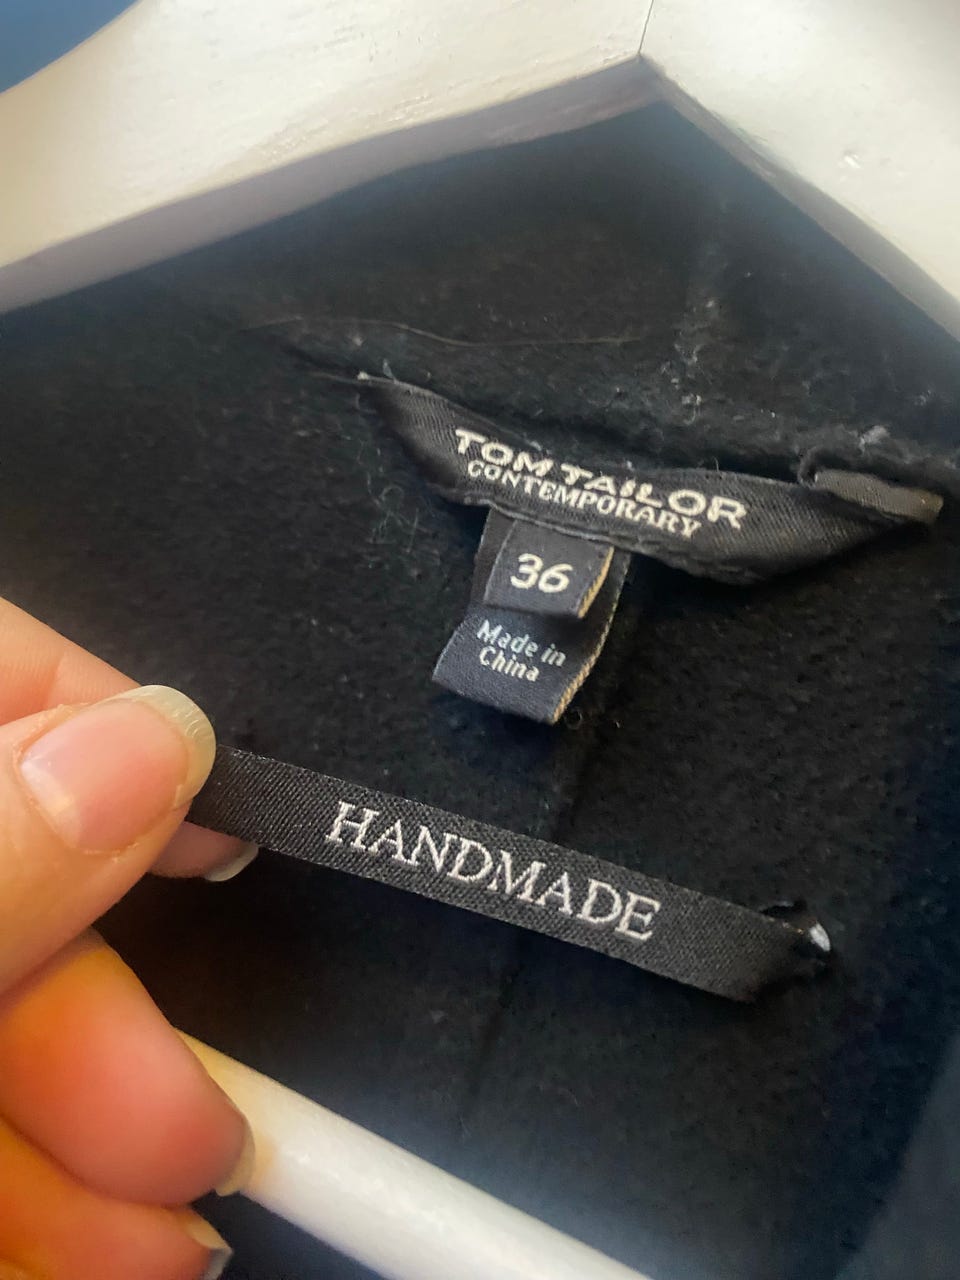 TOM TAILOR
CONTEMPORARY
36
Made in
China
HANDMADE